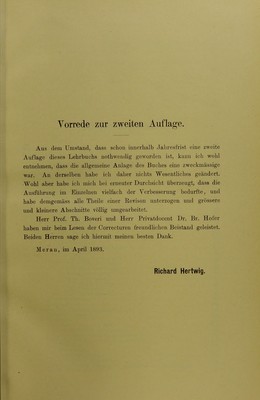 Vorrede zur zweiten Auflage.
Aus dem Umstand, dass schon innerhalb Jahresfrist eine zweite
Auflage dieses Lehrbuchs nothwendig geworden ist, kann ich wohl
entnehmen, dass die allgemeine Anlage des Buches eine zweckmässige
war. An derselben habe ich daher nichts Wesentliches geändert.
Wohl aber habe ich mich bei erneuter Durchsicht überzeugt, dass die
Ausführung im Einzelnen vielfach der Verbesserung bedurfte, und
habe demgemäss alle Theile einer Revision unterzogen und grössere
und kleinere Abschnitte völlig umgearbeitet.
Herr Prof. Th. Boveri und Herr Privatdocent Dr. Br. Hofer
haben mir beim Lesen der Correcturen freundlichen Beistand geleistet.
Beiden Herren sage ich hiermit meinen besten Dank.
Meran, im April 1893.
Richard Hertwig.